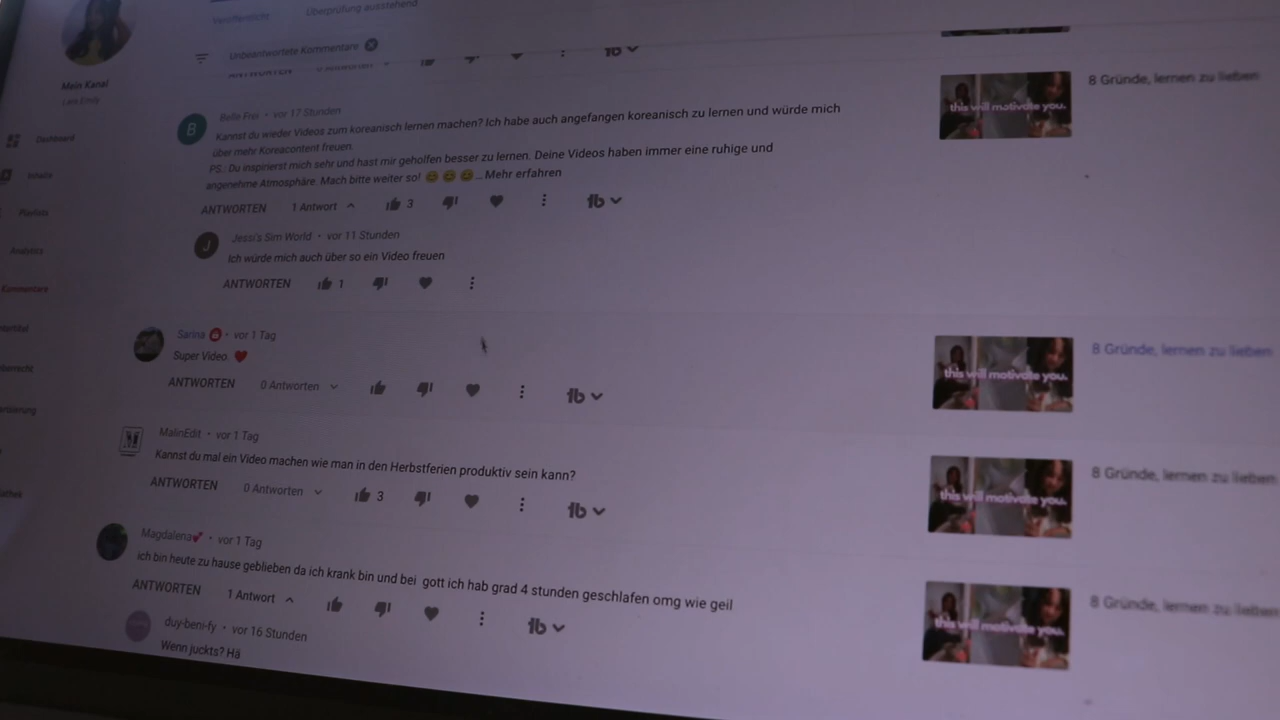 Veröffentlicht
Überprüfung ausstehend
Unbeantwortete Kommentare
Mein Kanal
ANTWORTEN
Dashboard
Inhalte
Playlists
Analytics
Kommentare
Belle Frei • vor 17 Stunden
Kannst du wieder Videos zum koreanisch lernen machen? Ich habe auch angefangen koreanisch zu lernen und würde mich
über mehr Koreacontent freuen.
PS.: Du inspirierst mich sehr und hast mir geholfen besser zu lernen. Deine Videos haben immer eine ruhige und
angenehme Atmosphäre. Mach bitte weiter so! 😊 😊 😊 ... Mehr erfahren
ANTWORTEN 1 Antwort 3
this will motivate you.
8 Gründe, lernen zu lieben
Jessi's Sim World • vor 11 Stunden
Ich würde mich auch über so ein Video freuen
ANTWORTEN 1
Sarina • vor 1 Tag
Super Video ❤️
ANTWORTEN 0 Antworten
this will motivate you.
8 Gründe, lernen zu lieben
MalinEdit • vor 1 Tag
Kannst du mal ein Video machen wie man in den Herbstferien produktiv sein kann?
ANTWORTEN 0 Antworten 3
this will motivate you.
8 Gründe, lernen zu lieben
Magdalena💕 • vor 1 Tag
ich bin heute zu hause geblieben da ich krank bin und bei gott ich hab grad 4 stunden geschlafen omg wie geil
ANTWORTEN 1 Antwort
this will motivate you.
8 Gründe, lernen zu lieben
duy-beni-fy • vor 16 Stunden
Wenn juckts? Hä